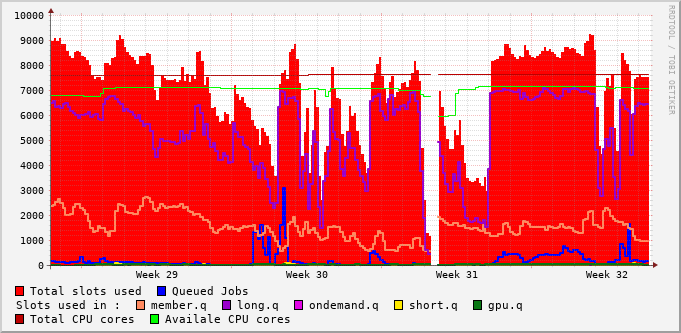 10000
9000
8000
7000
6000
5000
4000
3000
2000
1000
0
Week 29 Week 30 Week 31 Week 32
RRDTOOL / TOBI OETIKER
Total slots used Queued Jobs
Slots used in : member.q long.q ondemand.q short.q gpu.q
Total CPU cores Availale CPU cores